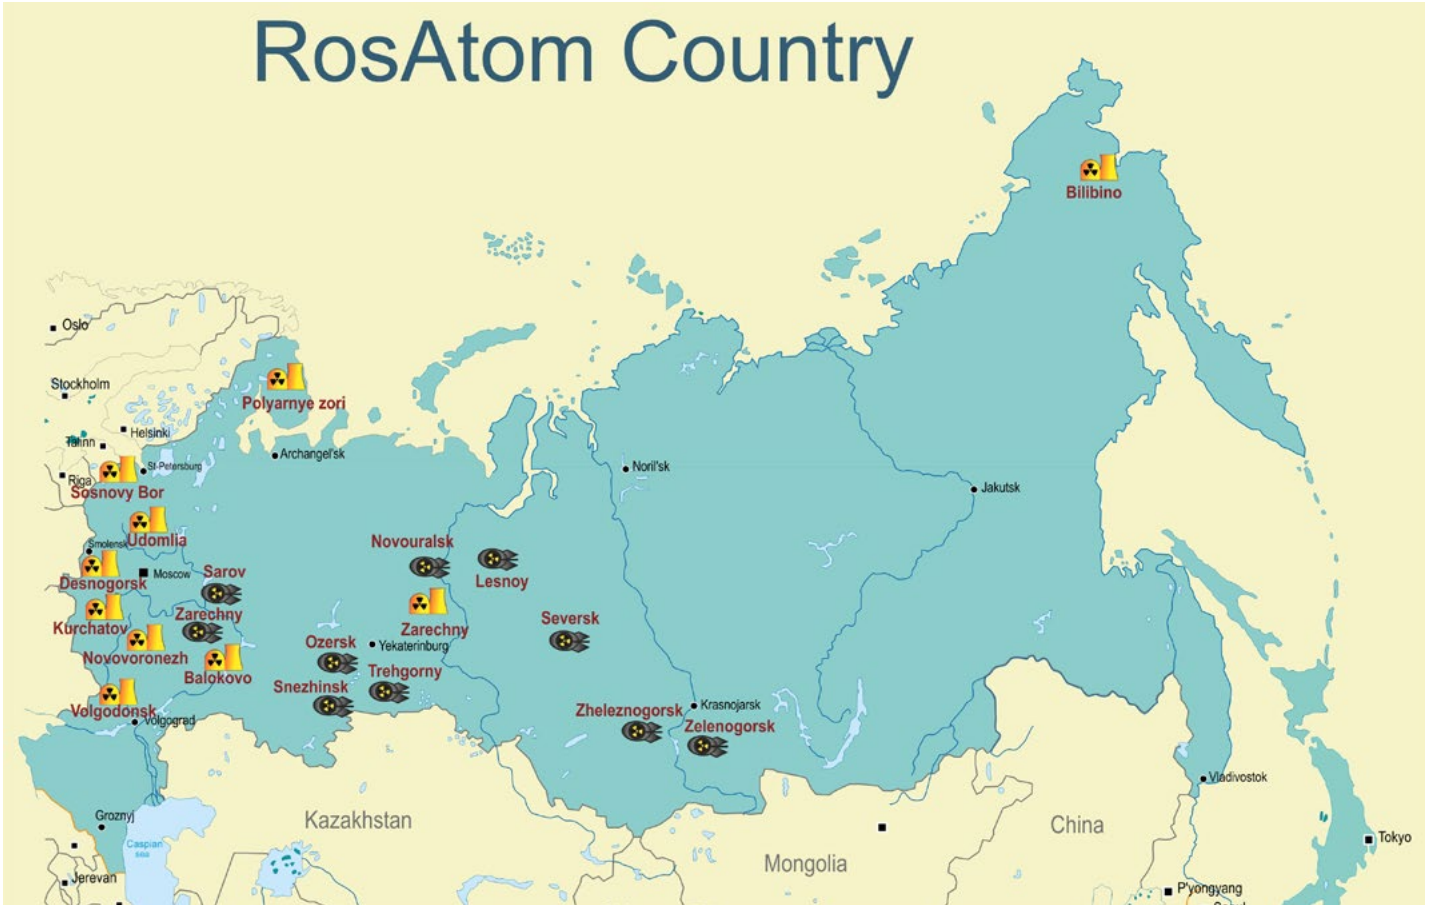 RosAtom Country
Bilibino
Oslo
Stockholm
Polyarnye zori
Helsinki
Archangel'sk
St-Petersburg
Noril'sk
Riga
Sosnovy Bor
Jakutsk
Udomlia
Novouralsk
Smolensk
Lesnoy
Moscow
Sarov
Desnogorsk
Zarechny
Seversk
Kurchatov
Zarechny
Ozersk
Yekaterinburg
Novovoronezh
Balokovo
Trehgorny
Snezhinsk
Volgodonsk
Volgograd
Zheleznogorsk
Krasnojarsk
Zelenogorsk
Vladivostok
Groznyj
Kazakhstan
China
Caspian
sea
Tokyo
Mongolia
Jerevan
P'yongyang